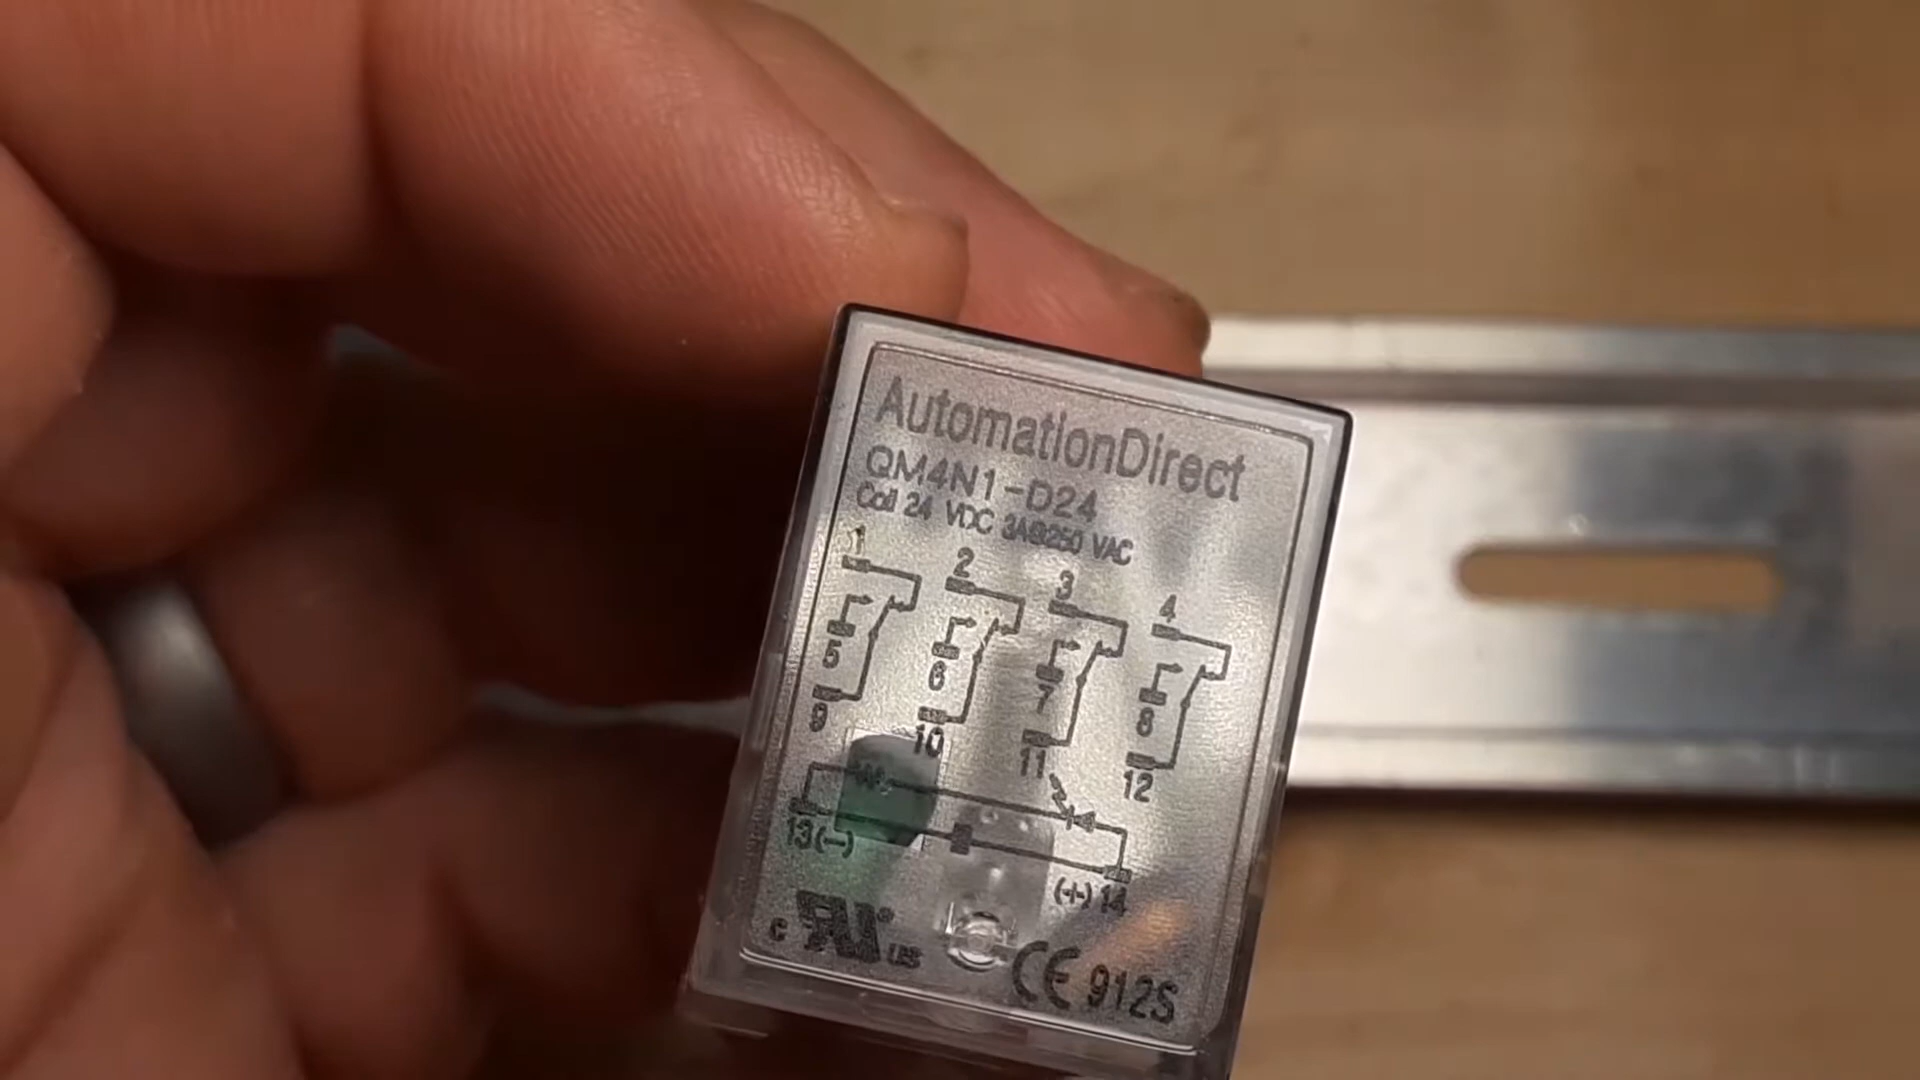 AutomationDirect
QM4N1-D24
Coil 24 VDC 3A@250 VAC
1 2 3 4
5 6 7 8
9 10 11 12
13(-) (+)14
c RU® us CE 912S